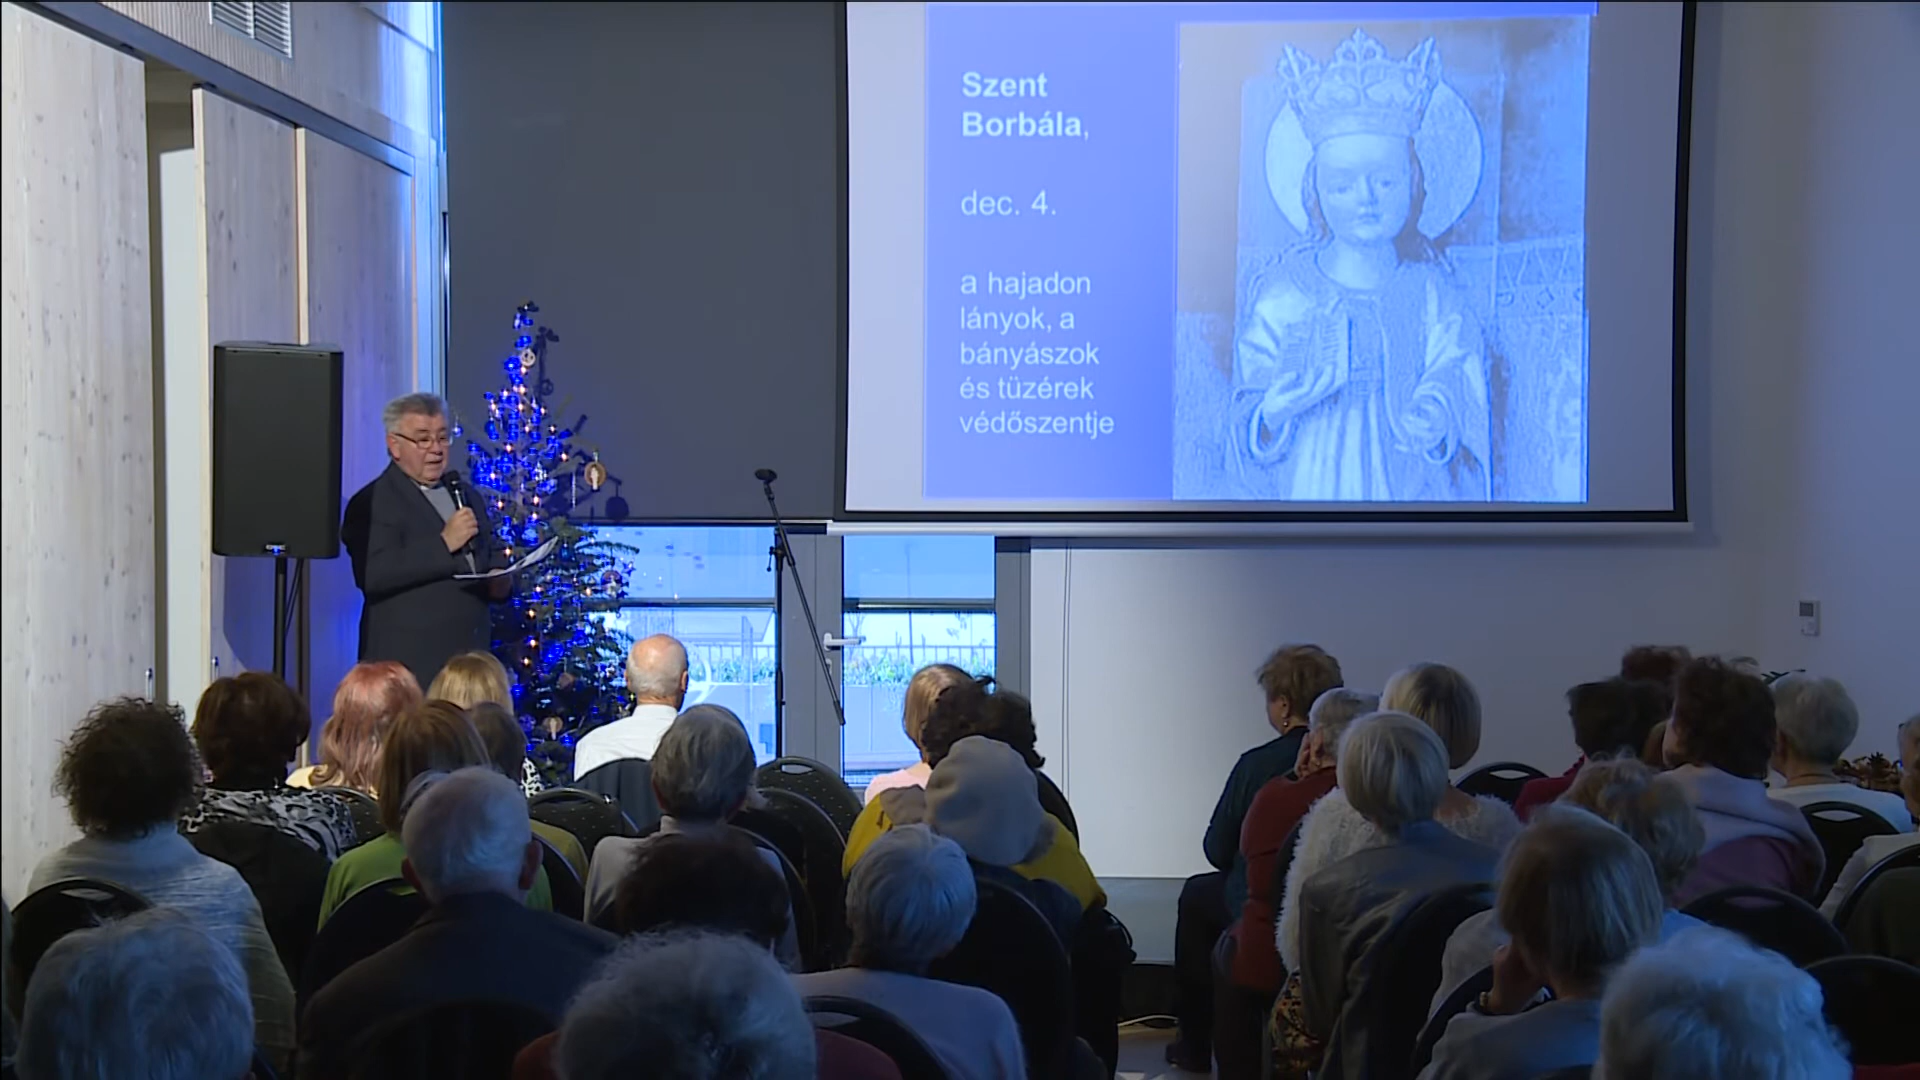 Szent
Borbála,
dec. 4.
a hajadon
lányok, a
bányászok
és tüzérek
védőszentje